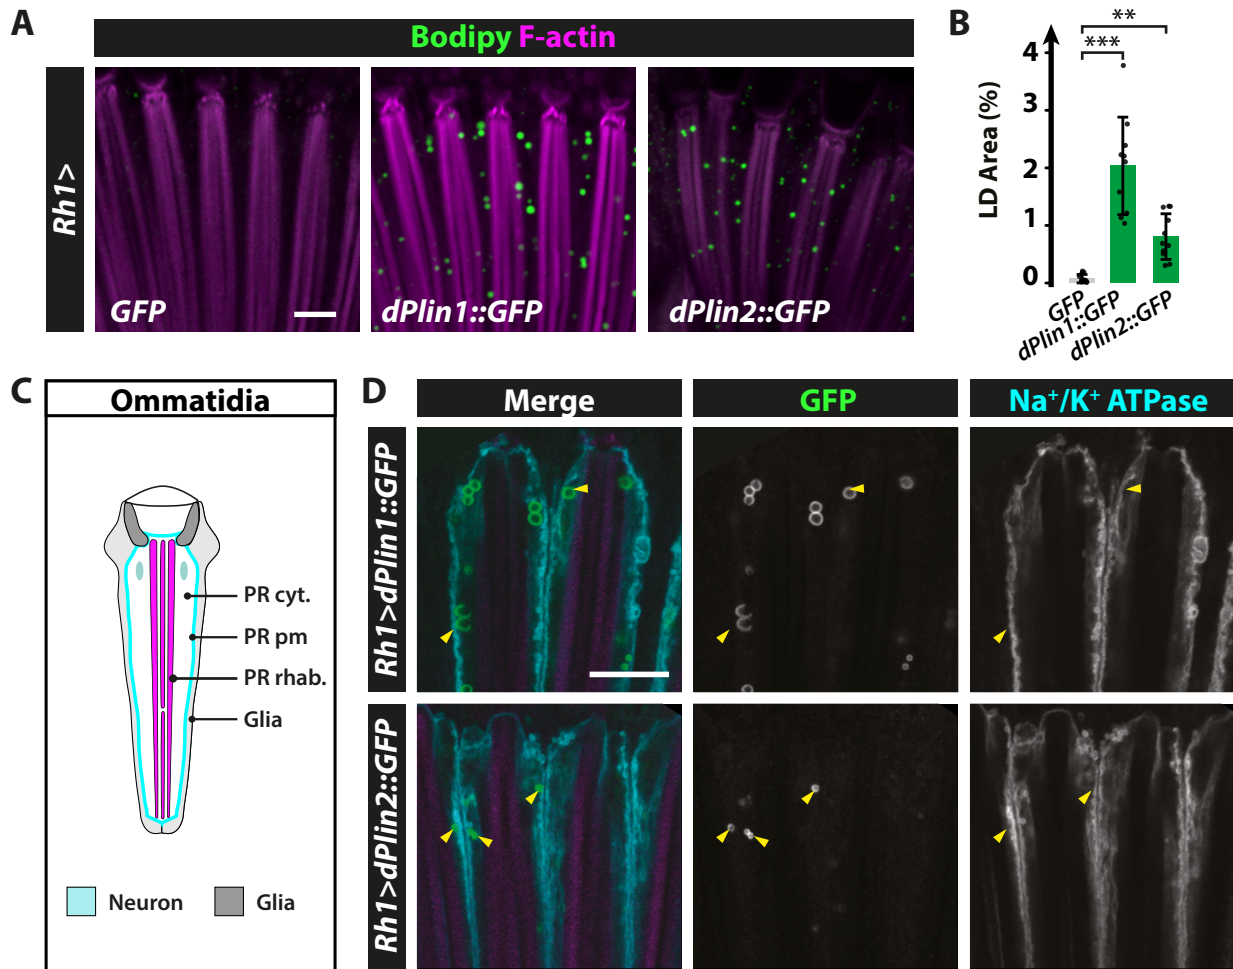 A
Bodipy F-actin
Rh1>
GFP
dPlin1::GFP
dPlin2::GFP
B
**
***
LD Area (%)
4
3
2
1
0
GFP
dPlin1::GFP
dPlin2::GFP
C
Ommatidia
PR cyt.
PR pm
PR rhab.
Glia
Neuron
Glia
D
Merge
GFP
Na⁺/K⁺ ATPase
Rh1>dPlin1::GFP
Rh1>dPlin2::GFP